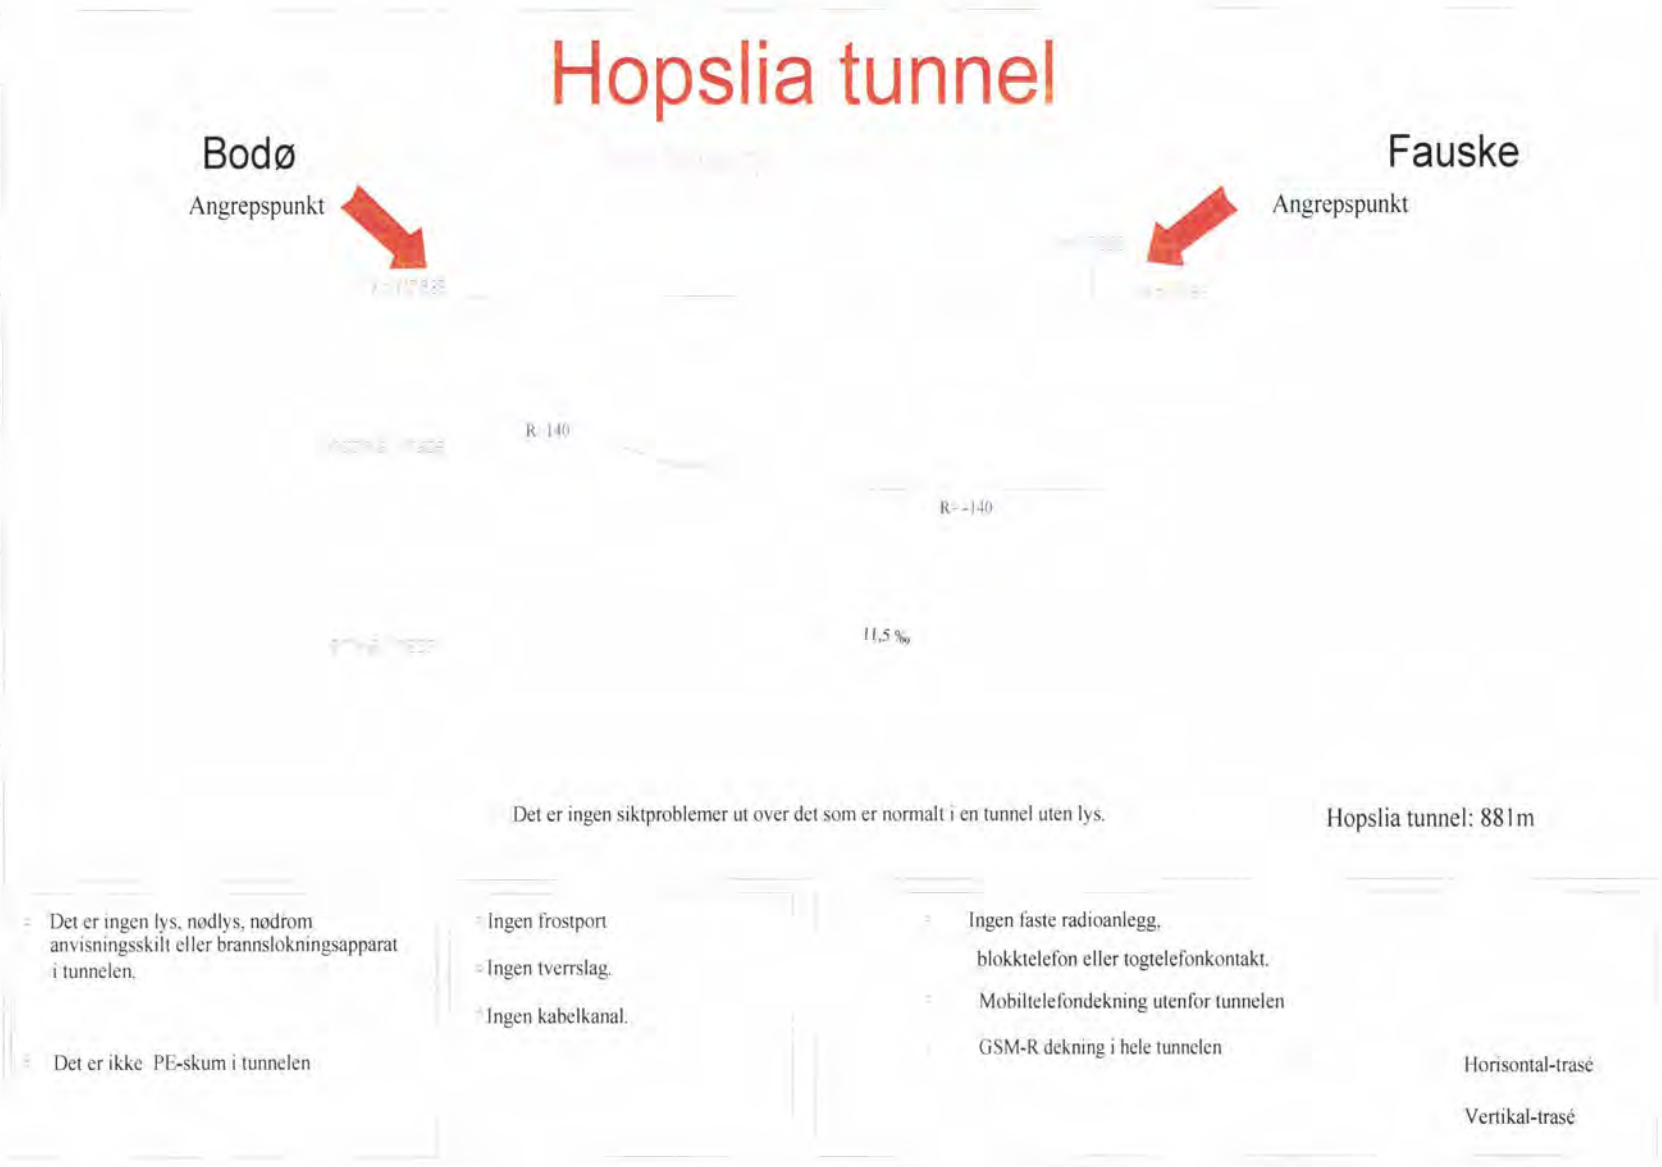 Hopslia tunnel
Bodø
Fauske
Angrepspunkt
Angrepspunkt
R=140
R=-140
11,5 ‰
Det er ingen siktproblemer ut over det som er normalt i en tunnel uten lys.
Hopslia tunnel: 881m
Det er ingen lys, nødlys, nødrom
anvisningsskilt eller brannslokningsapparat
i tunnelen.
Det er ikke PE-skum i tunnelen
Ingen frostport
Ingen tverrslag.
Ingen kabelkanal.
Ingen faste radioanlegg,
blokktelefon eller togtelefonkontakt.
Mobiltelefondekning utenfor tunnelen
GSM-R dekning i hele tunnelen
Horisontal-trasé
Vertikal-trasé